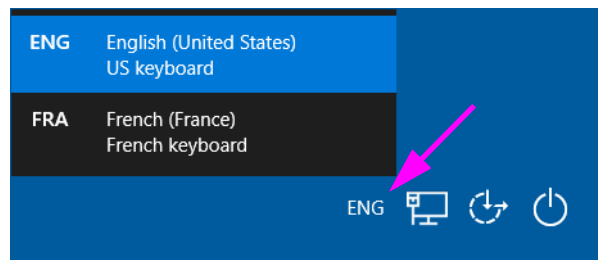 ENG English (United States)
US keyboard
FRA French (France)
French keyboard
ENG